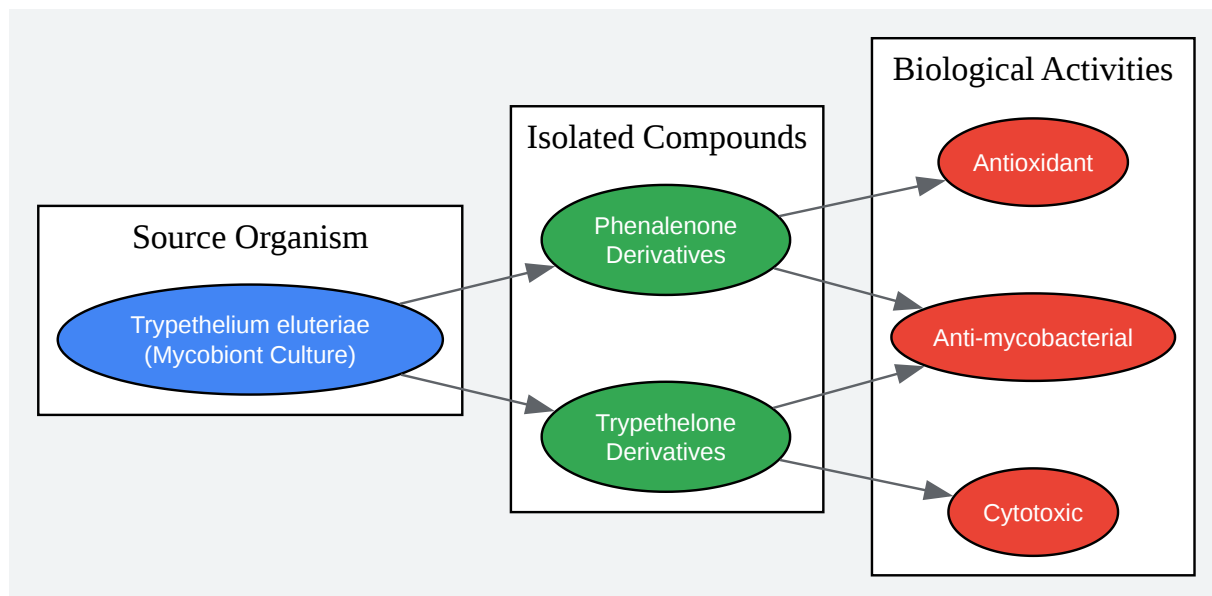 Source Organism
Trypethelium eluteriae
(Mycobiont Culture)
Isolated Compounds
Phenalenone
Derivatives
Trypethelone
Derivatives
Biological Activities
Antioxidant
Anti-mycobacterial
Cytotoxic